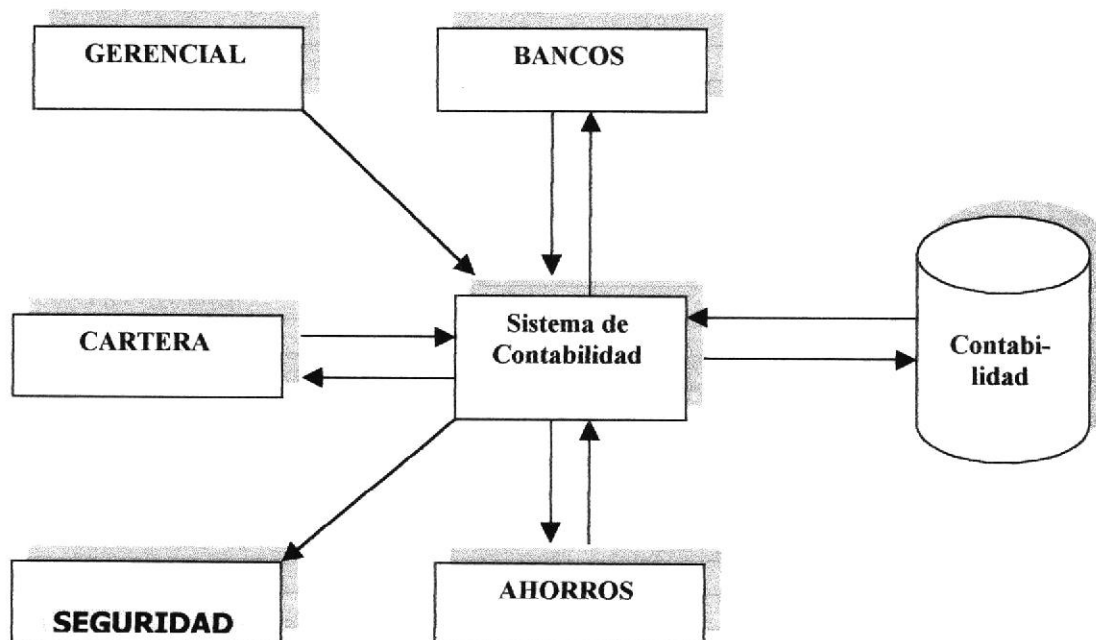 GERENCIAL
BANCOS
CARTERA
Sistema de
Contabilidad
Contabi-
lidad
SEGURIDAD
AHORROS